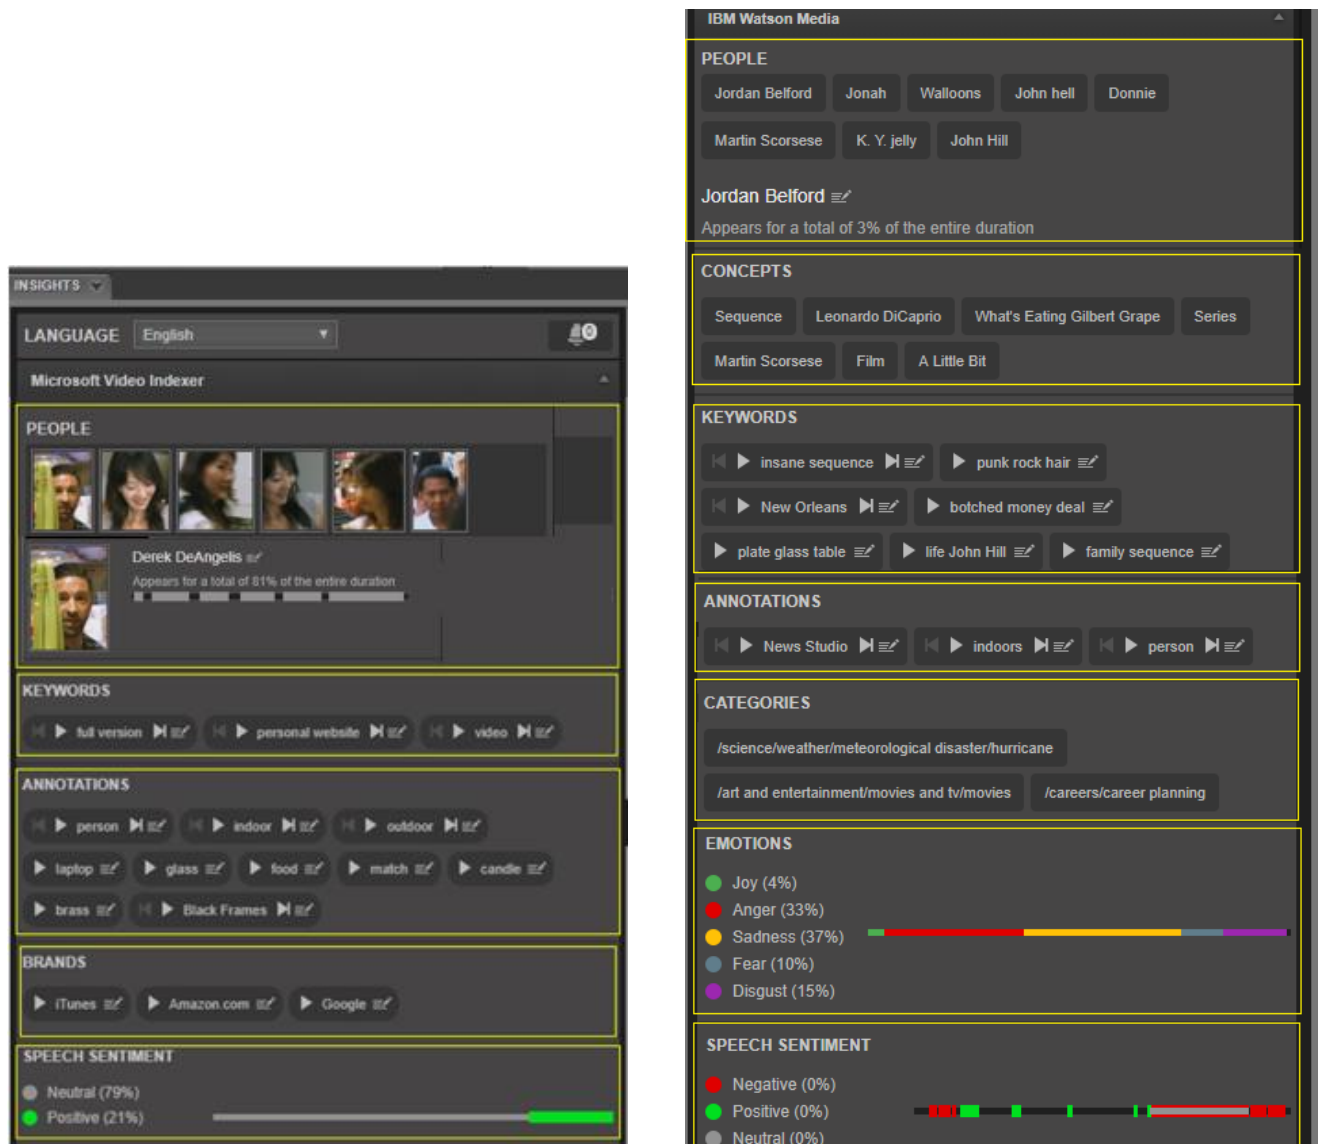 INSIGHTS
LANGUAGE English 0
Microsoft Video Indexer
PEOPLE
Derek DeAngelis
Appears for a total of 81% of the entire duration
KEYWORDS
full version personal website video
ANNOTATIONS
person indoor outdoor
laptop glass food match candle
brass Black Frames
BRANDS
iTunes Amazon.com Google
SPEECH SENTIMENT
Neutral (79%)
Positive (21%)
IBM Watson Media
PEOPLE
Jordan Belford Jonah Walloons John hell Donnie
Martin Scorsese K. Y. jelly John Hill
Jordan Belford
Appears for a total of 3% of the entire duration
CONCEPTS
Sequence Leonardo DiCaprio What's Eating Gilbert Grape Series
Martin Scorsese Film A Little Bit
KEYWORDS
insane sequence punk rock hair
New Orleans botched money deal
plate glass table life John Hill family sequence
ANNOTATIONS
News Studio indoors person
CATEGORIES
/science/weather/meteorological disaster/hurricane
/art and entertainment/movies and tv/movies /careers/career planning
EMOTIONS
Joy (4%)
Anger (33%)
Sadness (37%)
Fear (10%)
Disgust (15%)
SPEECH SENTIMENT
Negative (0%)
Positive (0%)
Neutral (0%)